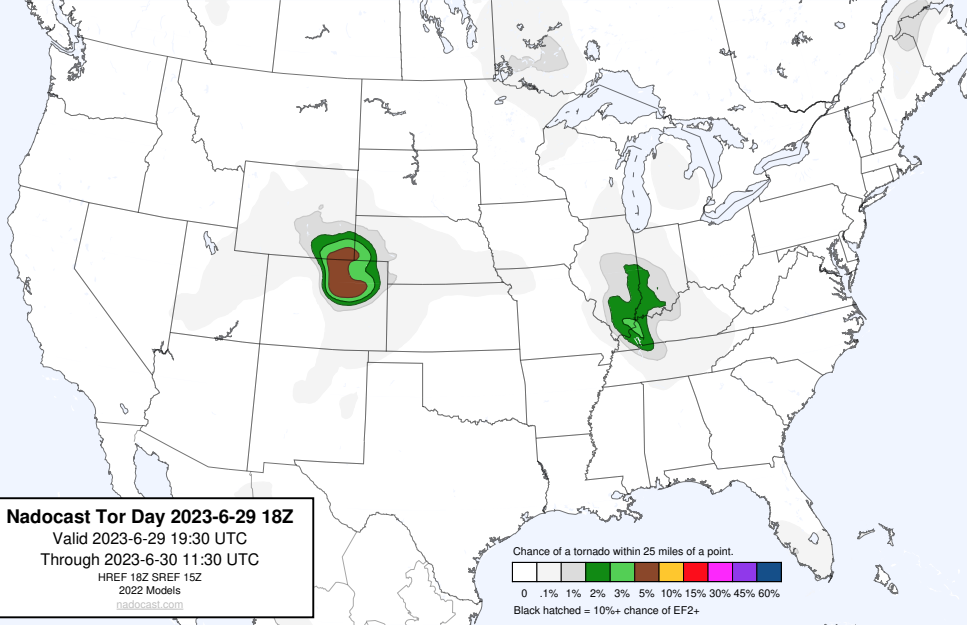 Nadocast Tor Day 2023-6-29 18Z
Valid 2023-6-29 19:30 UTC
Through 2023-6-30 11:30 UTC
HREF 18Z SREF 15Z
2022 Models
nadocast.com
Chance of a tornado within 25 miles of a point.
0 .1% 1% 2% 3% 5% 10% 15% 30% 45% 60%
Black hatched = 10%+ chance of EF2+